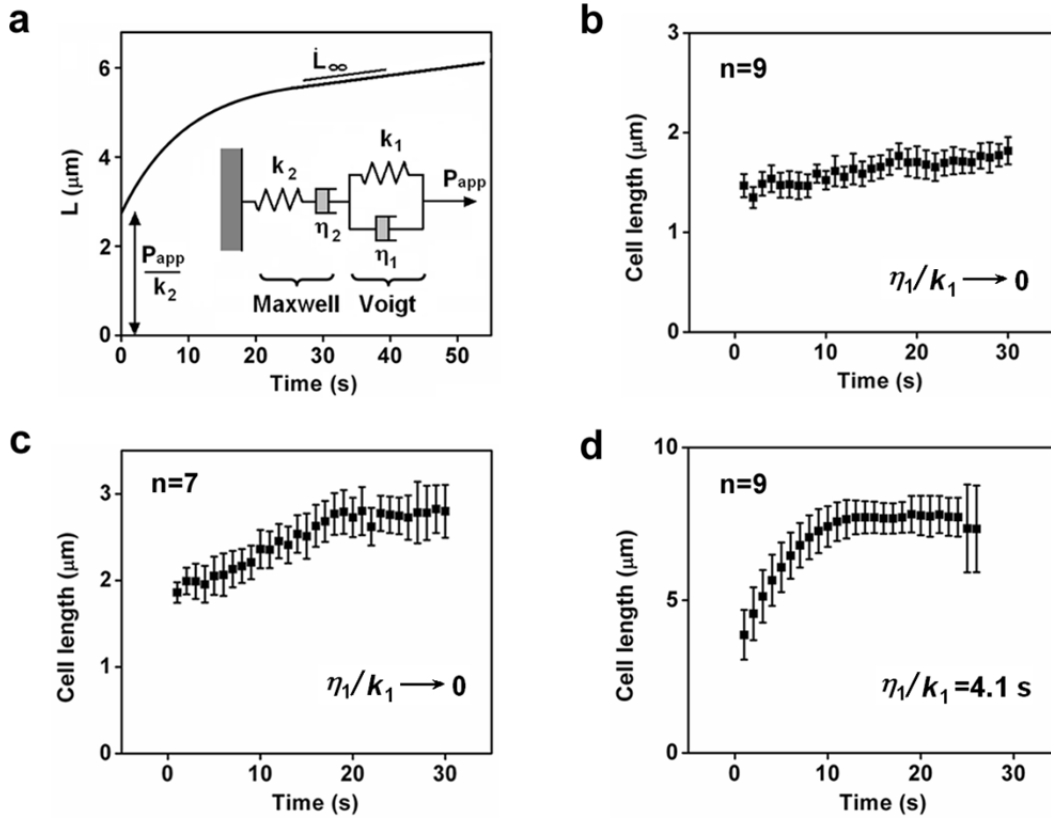 a
L (μm)
6
4
2
0
L̇∞
k₁
k₂
Papp
η₂
η₁
Papp
k₂
Maxwell
Voigt
0 10 20 30 40 50
Time (s)
b
n=9
Cell length (μm)
3
2
1
0
η₁/k₁ → 0
0 10 20 30
Time (s)
c
n=7
Cell length (μm)
3
2
1
0
η₁/k₁ → 0
0 10 20 30
Time (s)
d
n=9
Cell length (μm)
10
5
0
η₁/k₁ =4.1 s
0 10 20 30
Time (s)